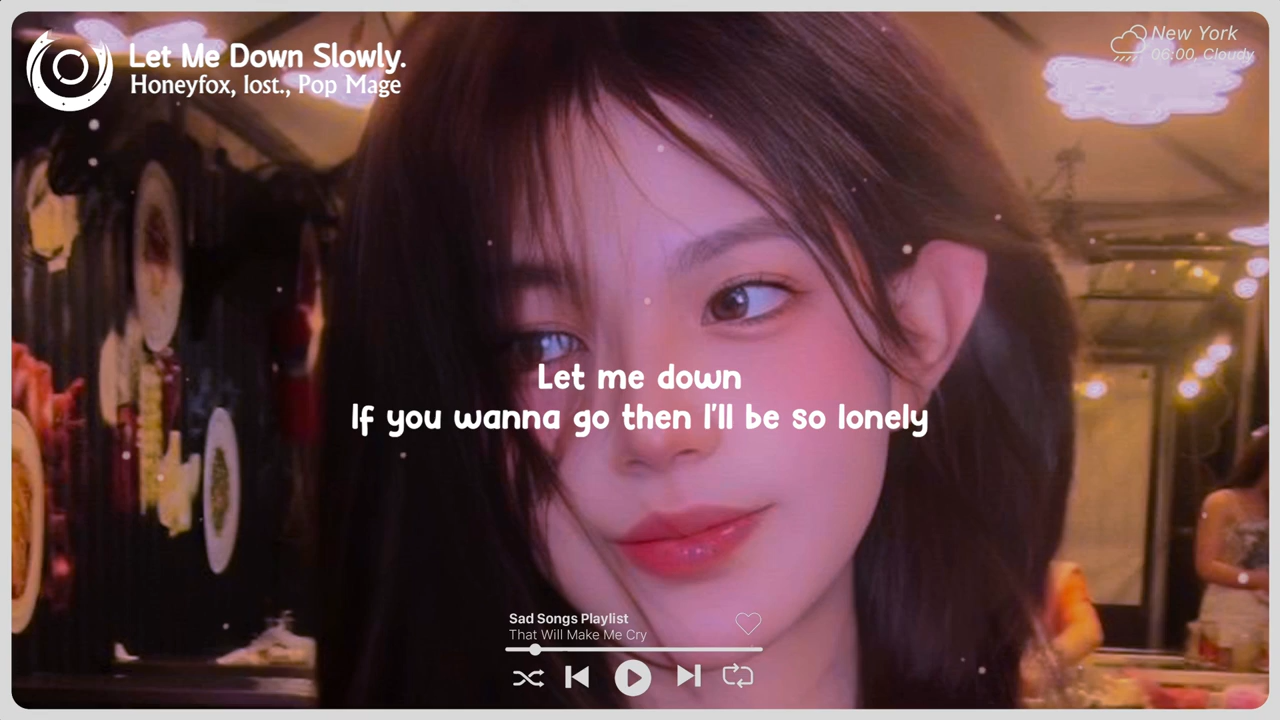 Let Me Down Slowly.
Honeyfox, lost., Pop Mage
New York
06:00, Cloudy
Let me down
If you wanna go then I'll be so lonely
Sad Songs Playlist
That Will Make Me Cry